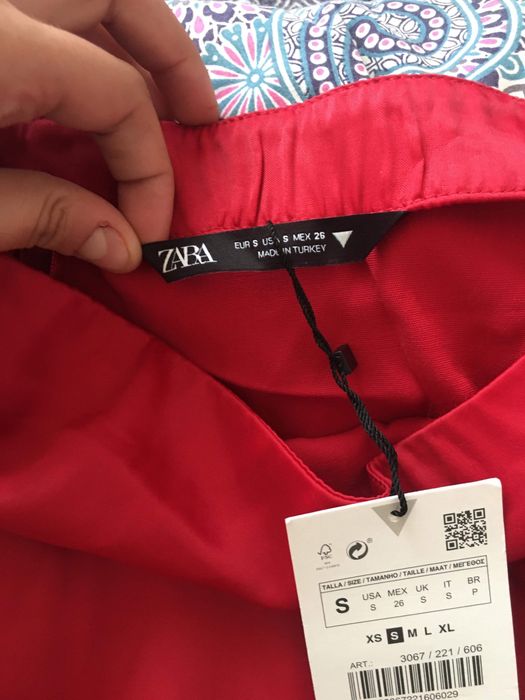 ZARA
EUR S USA S MEX 26
MADE IN TURKEY
TALLA / SIZE / TAMANHO / TAILLE / MAAT / ΜΕΓΕΘΟΣ
S
USA MEX UK IT BR
S 26 S S P
XS S M L XL
ART.: 3067 / 221 / 606